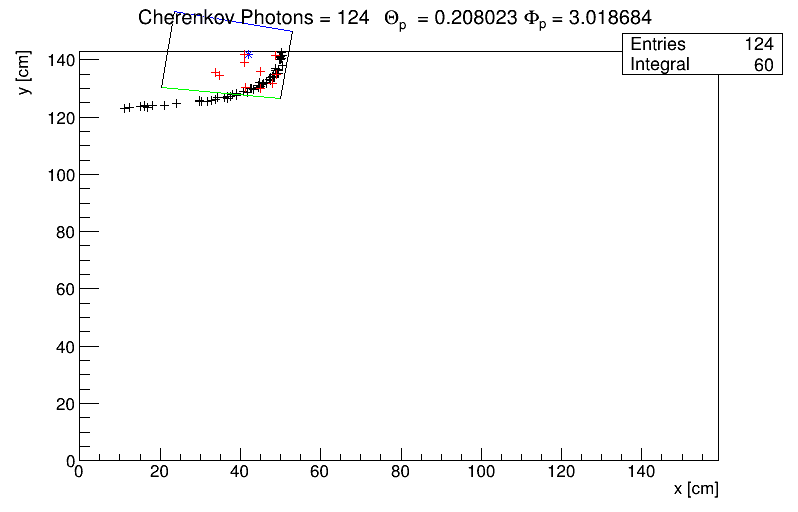 Cherenkov Photons = 124 Θp = 0.208023 Φp = 3.018684
Entries 124
Integral 60
y [cm]
140
120
100
80
60
40
20
0
0 20 40 60 80 100 120 140
x [cm]